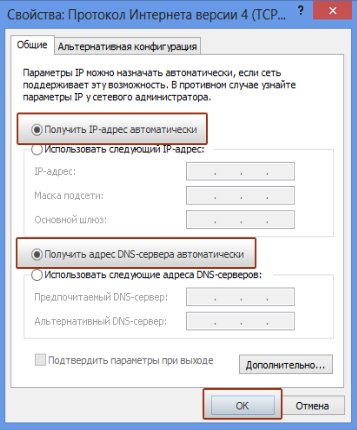 Свойства: Протокол Интернета версии 4 (TCP... ? ×
Общие Альтернативная конфигурация
Параметры IP можно назначать автоматически, если сеть
поддерживает эту возможность. В противном случае узнайте
параметры IP у сетевого администратора.
Получить IP-адрес автоматически
Использовать следующий IP-адрес:
IP-адрес: . . .
Маска подсети: . . .
Основной шлюз: . . .
Получить адрес DNS-сервера автоматически
Использовать следующие адреса DNS-серверов:
Предпочитаемый DNS-сервер: . . .
Альтернативный DNS-сервер: . . .
Подтвердить параметры при выходе
Дополнительно...
OK Отмена